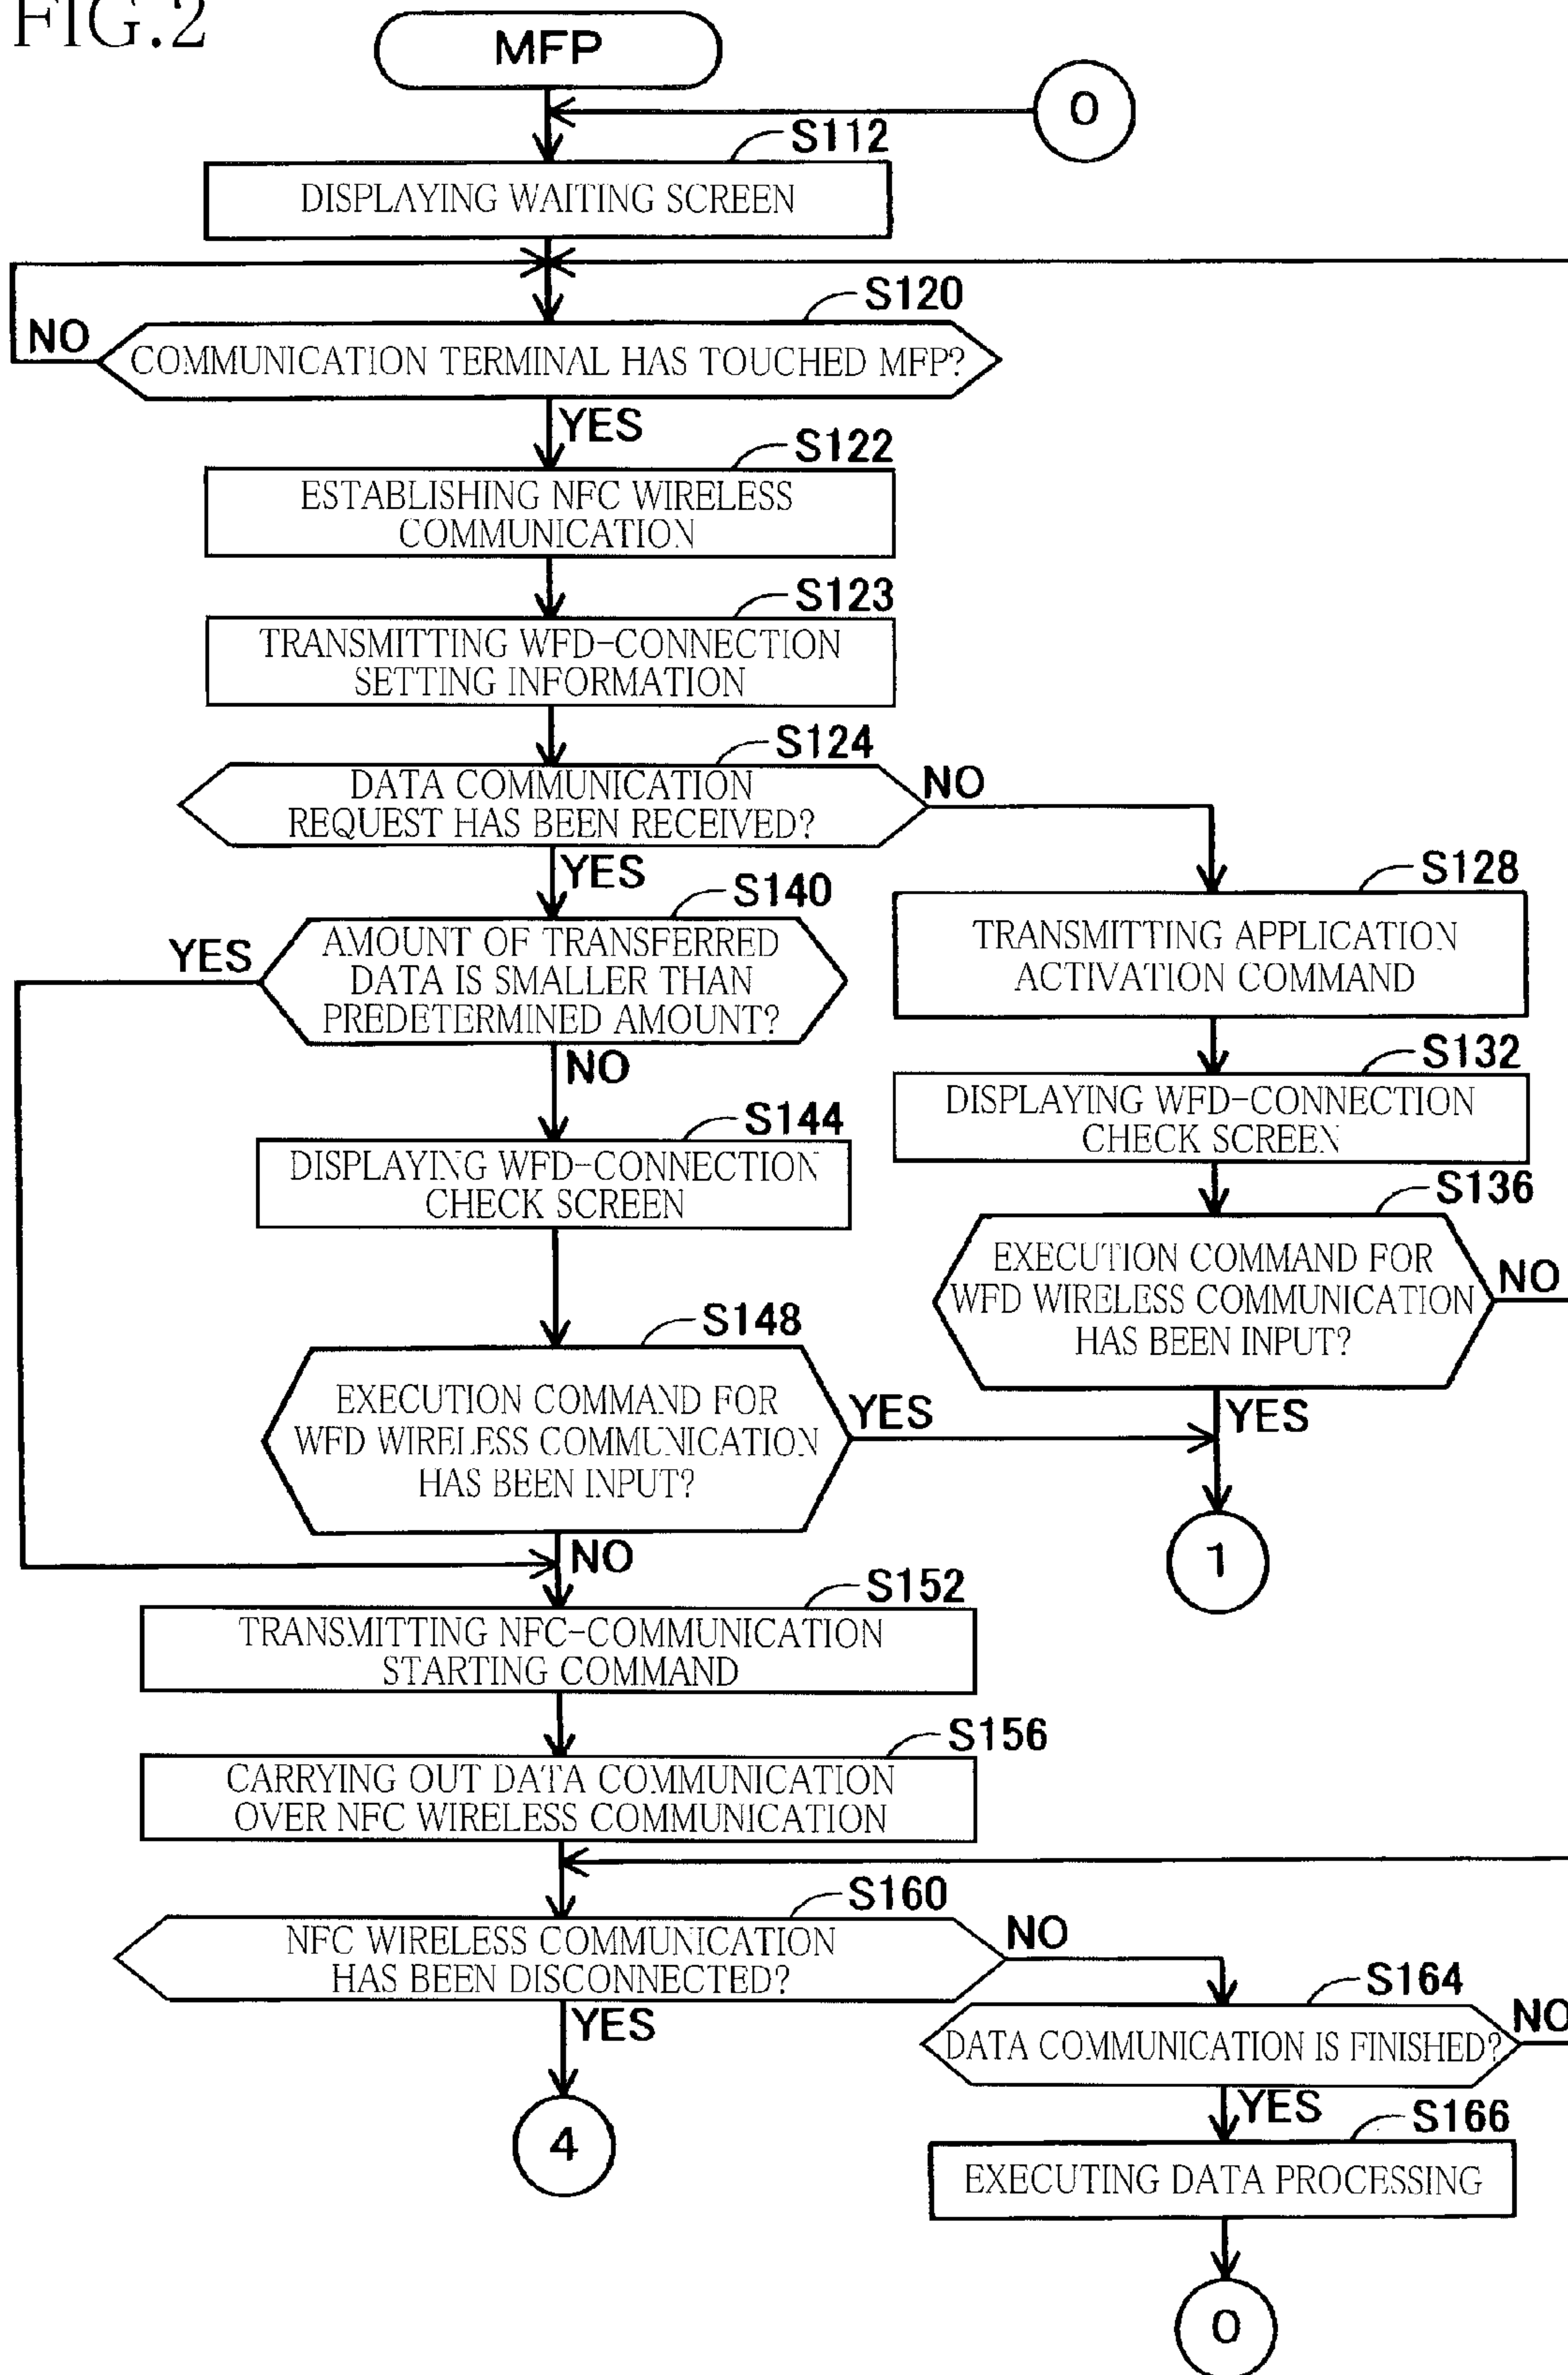 FIG.2
MFP
0
S112
DISPLAYING WAITING SCREEN
S120
NO
COMMUNICATION TERMINAL HAS TOUCHED MFP?
YES
S122
ESTABLISHING NFC WIRELESS
COMMUNICATION
S123
TRANSMITTING WFD-CONNECTION
SETTING INFORMATION
S124
DATA COMMUNICATION
REQUEST HAS BEEN RECEIVED?
NO
YES
S128
TRANSMITTING APPLICATION
ACTIVATION COMMAND
S140
YES
AMOUNT OF TRANSFERRED
DATA IS SMALLER THAN
PREDETERMINED AMOUNT?
NO
S132
DISPLAYING WFD-CONNECTION
CHECK SCREEN
S144
DISPLAYING WFD-CONNECTION
CHECK SCREEN
S136
EXECUTION COMMAND FOR
WFD WIRELESS COMMUNICATION
HAS BEEN INPUT?
NO
YES
S148
EXECUTION COMMAND FOR
WFD WIRELESS COMMUNICATION
HAS BEEN INPUT?
YES
NO
1
S152
TRANSMITTING NFC-COMMUNICATION
STARTING COMMAND
S156
CARRYING OUT DATA COMMUNICATION
OVER NFC WIRELESS COMMUNICATION
S160
NFC WIRELESS COMMUNICATION
HAS BEEN DISCONNECTED?
NO
YES
4
S164
DATA COMMUNICATION IS FINISHED?
NO
YES
S166
EXECUTING DATA PROCESSING
0